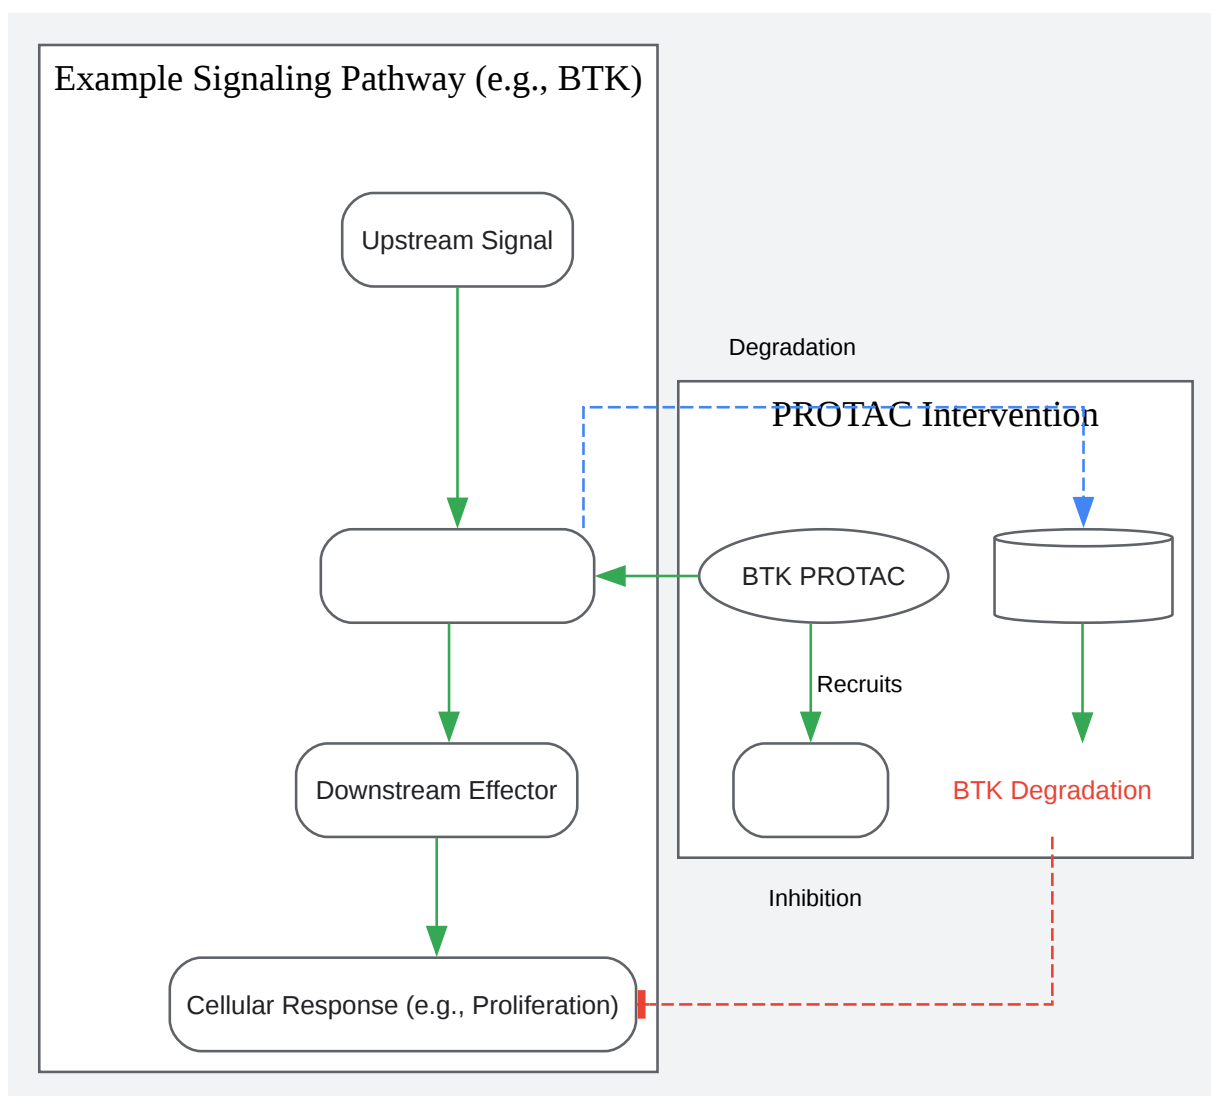 Example Signaling Pathway (e.g., BTK)
Upstream Signal
Degradation
PROTAC Intervention
BTK PROTAC
Recruits
Downstream Effector
BTK Degradation
Inhibition
Cellular Response (e.g., Proliferation)